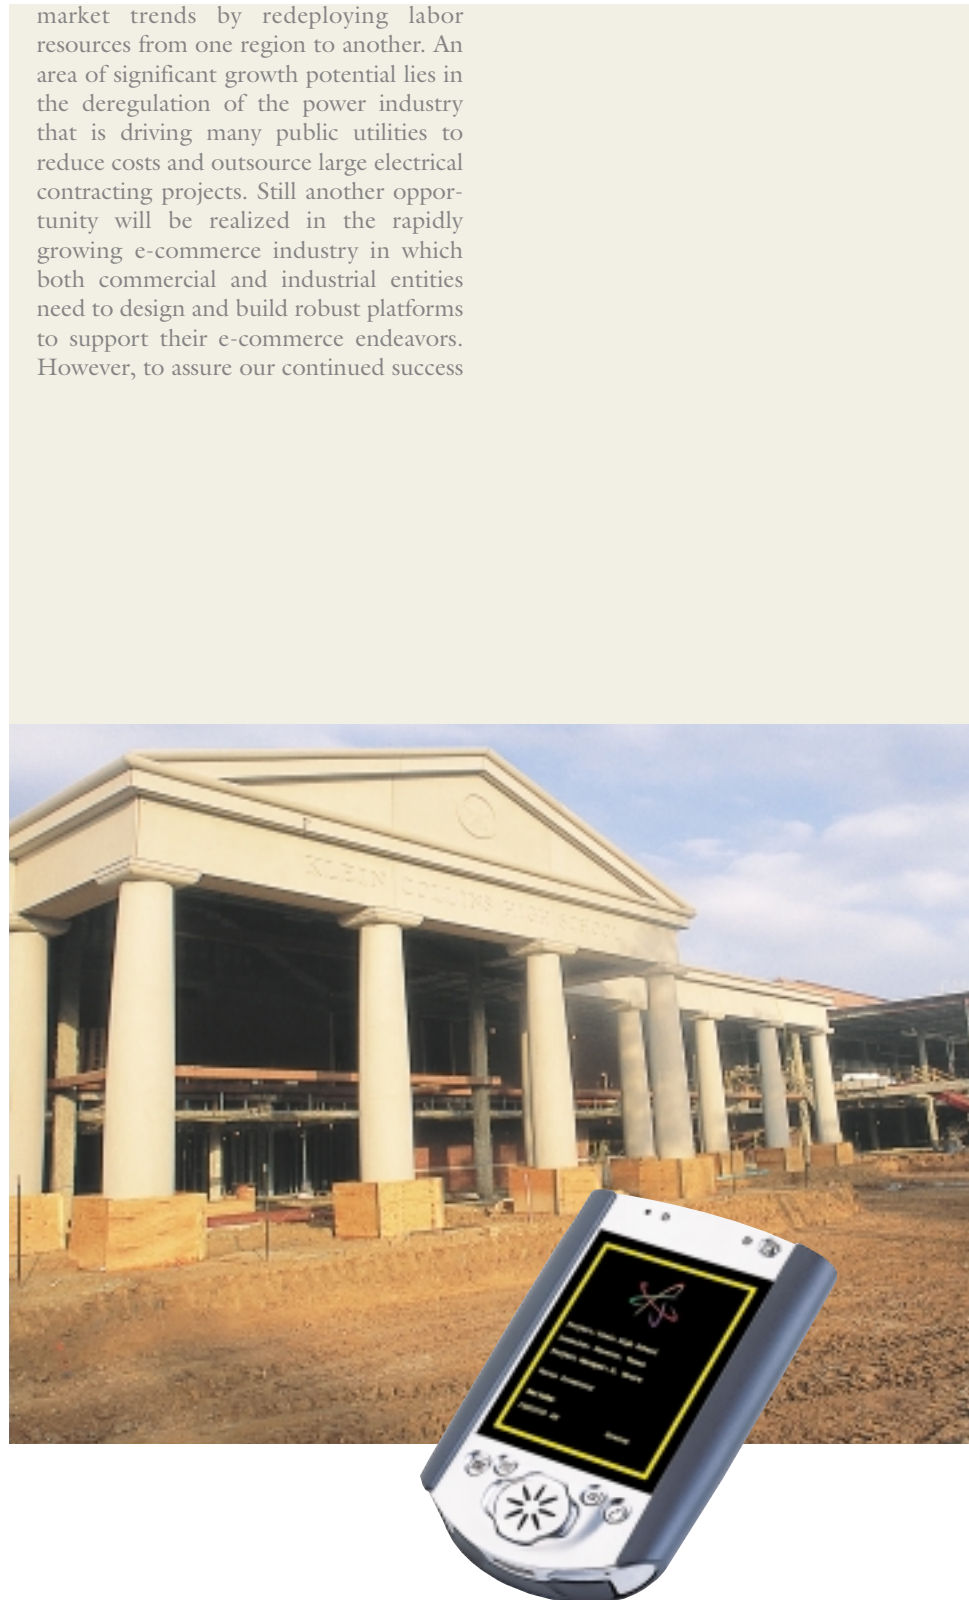 market trends by redeploying labor
resources from one region to another. An
area of significant growth potential lies in
the deregulation of the power industry
that is driving many public utilities to
reduce costs and outsource large electrical
contracting projects. Still another oppor-
tunity will be realized in the rapidly
growing e-commerce industry in which
both commercial and industrial entities
need to design and build robust platforms
to support their e-commerce endeavors.
However, to assure our continued success
KLEIN COLLINS HIGH SCHOOL